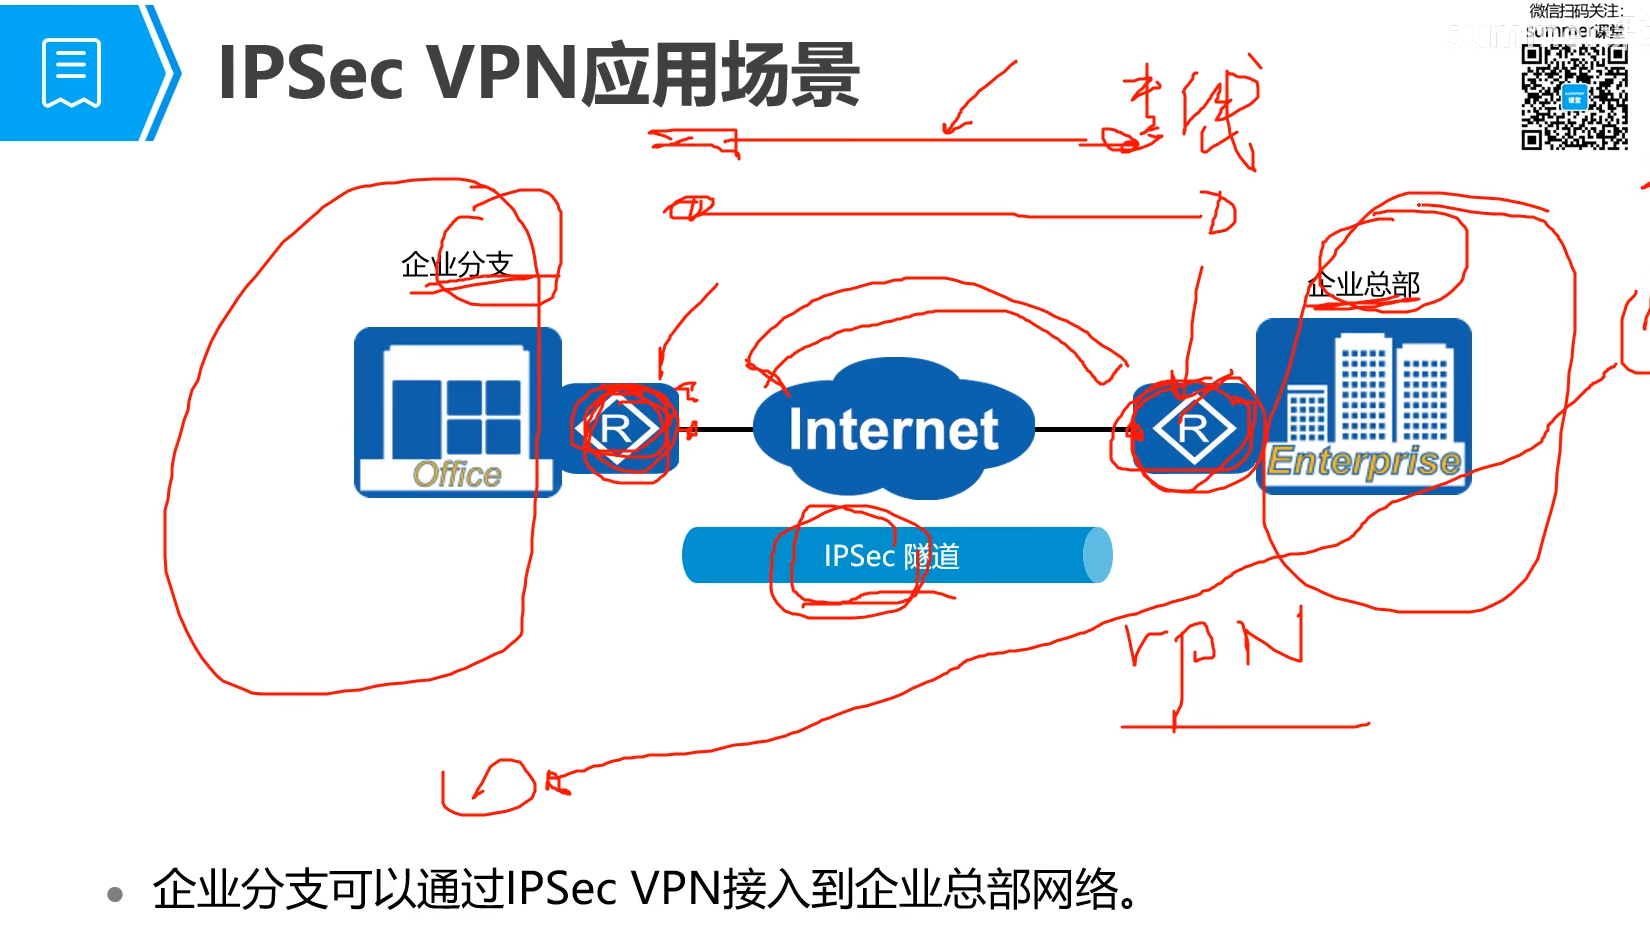 微信扫码关注:
summer课堂
IPSec VPN应用场景
专线
企业分支
企业总部
R
Internet
R
Office
Enterprise
IPSec 隧道
VPN
企业分支可以通过IPSec VPN接入到企业总部网络。